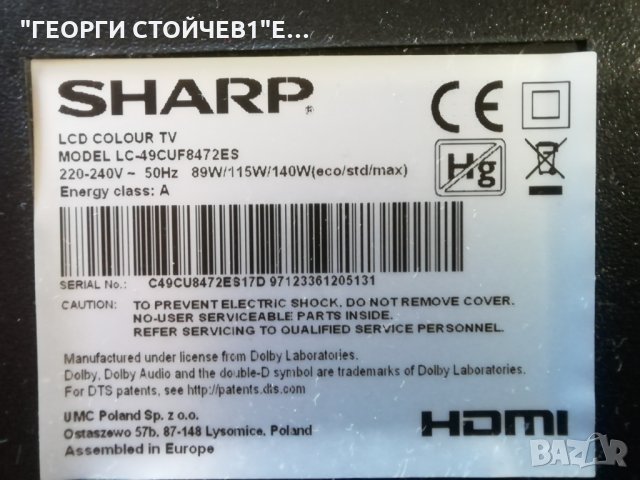 "ГЕОРГИ СТОЙЧЕВ1"Е...
SHARP®
LCD COLOUR TV
MODEL LC-49CUF8472ES
220-240V ~ 50Hz 89W/115W/140W(eco/std/max)
Energy class: A
CE
Hg
SERIAL No.: C49CU8472ES17D 97123361205131
CAUTION: TO PREVENT ELECTRIC SHOCK, DO NOT REMOVE COVER.
NO-USER SERVICEABLE PARTS INSIDE.
REFER SERVICING TO QUALIFIED SERVICE PERSONNEL.
Manufactured under license from Dolby Laboratories.
Dolby, Dolby Audio and the double-D symbol are trademarks of Dolby Laboratories.
For DTS patents, see http://patents.dts.com
UMC Poland Sp. z o.o.
Ostaszewo 57b, 87-148 Lysomice, Poland
Assembled in Europe
HDMI
BAZAR